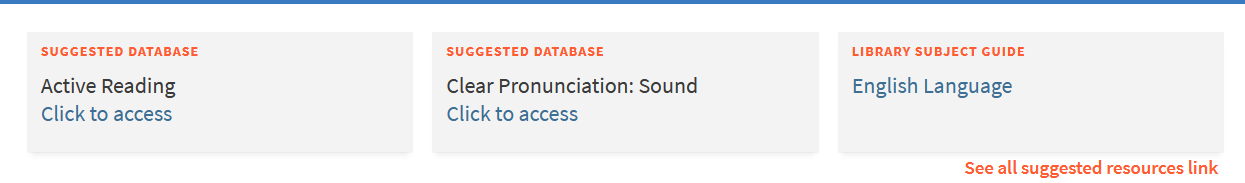 SUGGESTED DATABASE
Active Reading
Click to access
SUGGESTED DATABASE
Clear Pronunciation: Sound
Click to access
LIBRARY SUBJECT GUIDE
English Language
See all suggested resources link